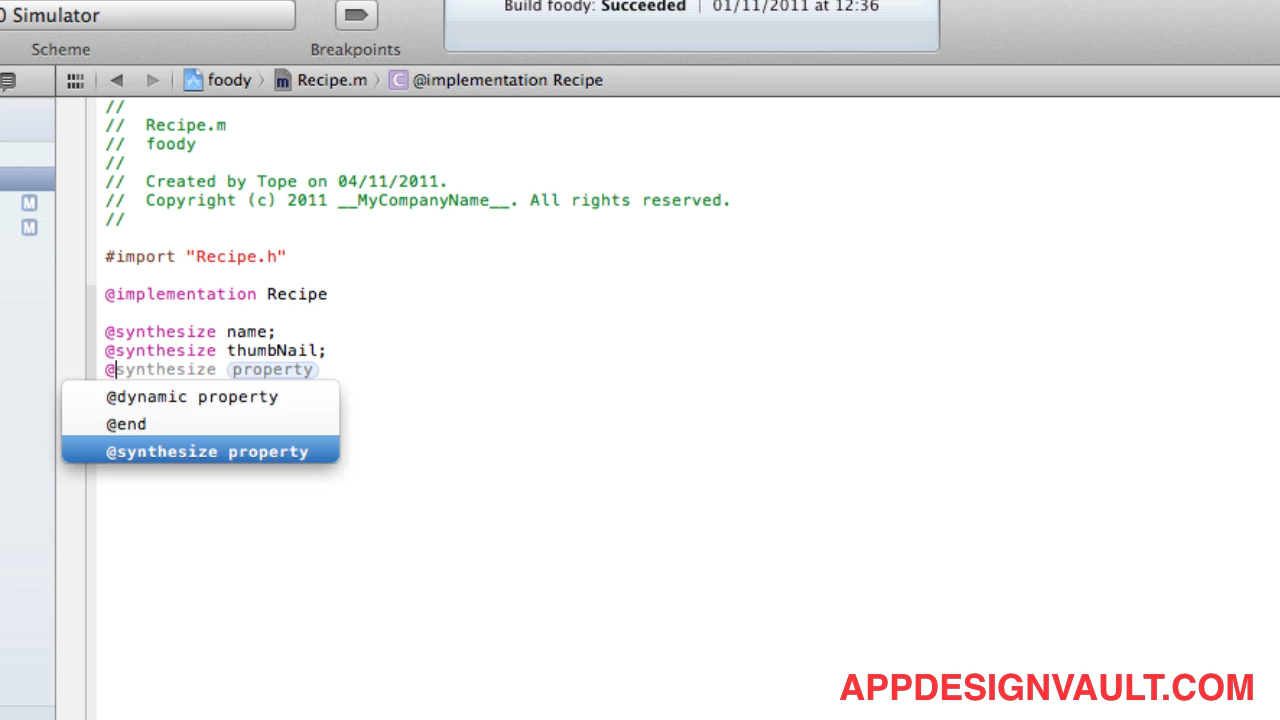 0 Simulator
Build foody: Succeeded | 01/11/2011 at 12:36
Scheme
Breakpoints
foody
Recipe.m
C @implementation Recipe
//
// Recipe.m
// foody
//
// Created by Tope on 04/11/2011.
// Copyright (c) 2011 __MyCompanyName__. All rights reserved.
//
#import "Recipe.h"
@implementation Recipe
@synthesize name;
@synthesize thumbNail;
@synthesize property
@dynamic property
@end
@synthesize property
M
M
APPDESIGNVAULT.COM